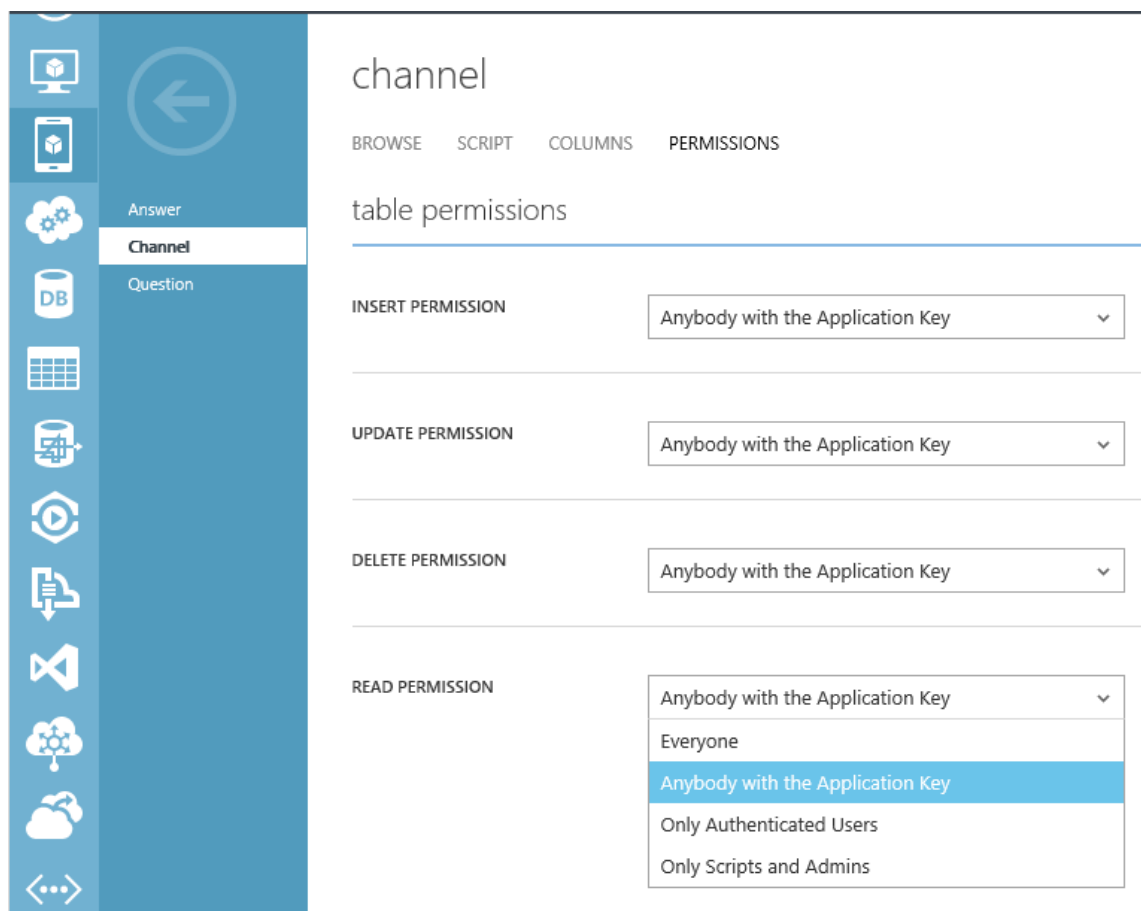 channel
BROWSE SCRIPT COLUMNS PERMISSIONS
Answer
Channel
Question
DB
table permissions
INSERT PERMISSION
Anybody with the Application Key
UPDATE PERMISSION
Anybody with the Application Key
DELETE PERMISSION
Anybody with the Application Key
READ PERMISSION
Anybody with the Application Key
Everyone
Anybody with the Application Key
Only Authenticated Users
Only Scripts and Admins